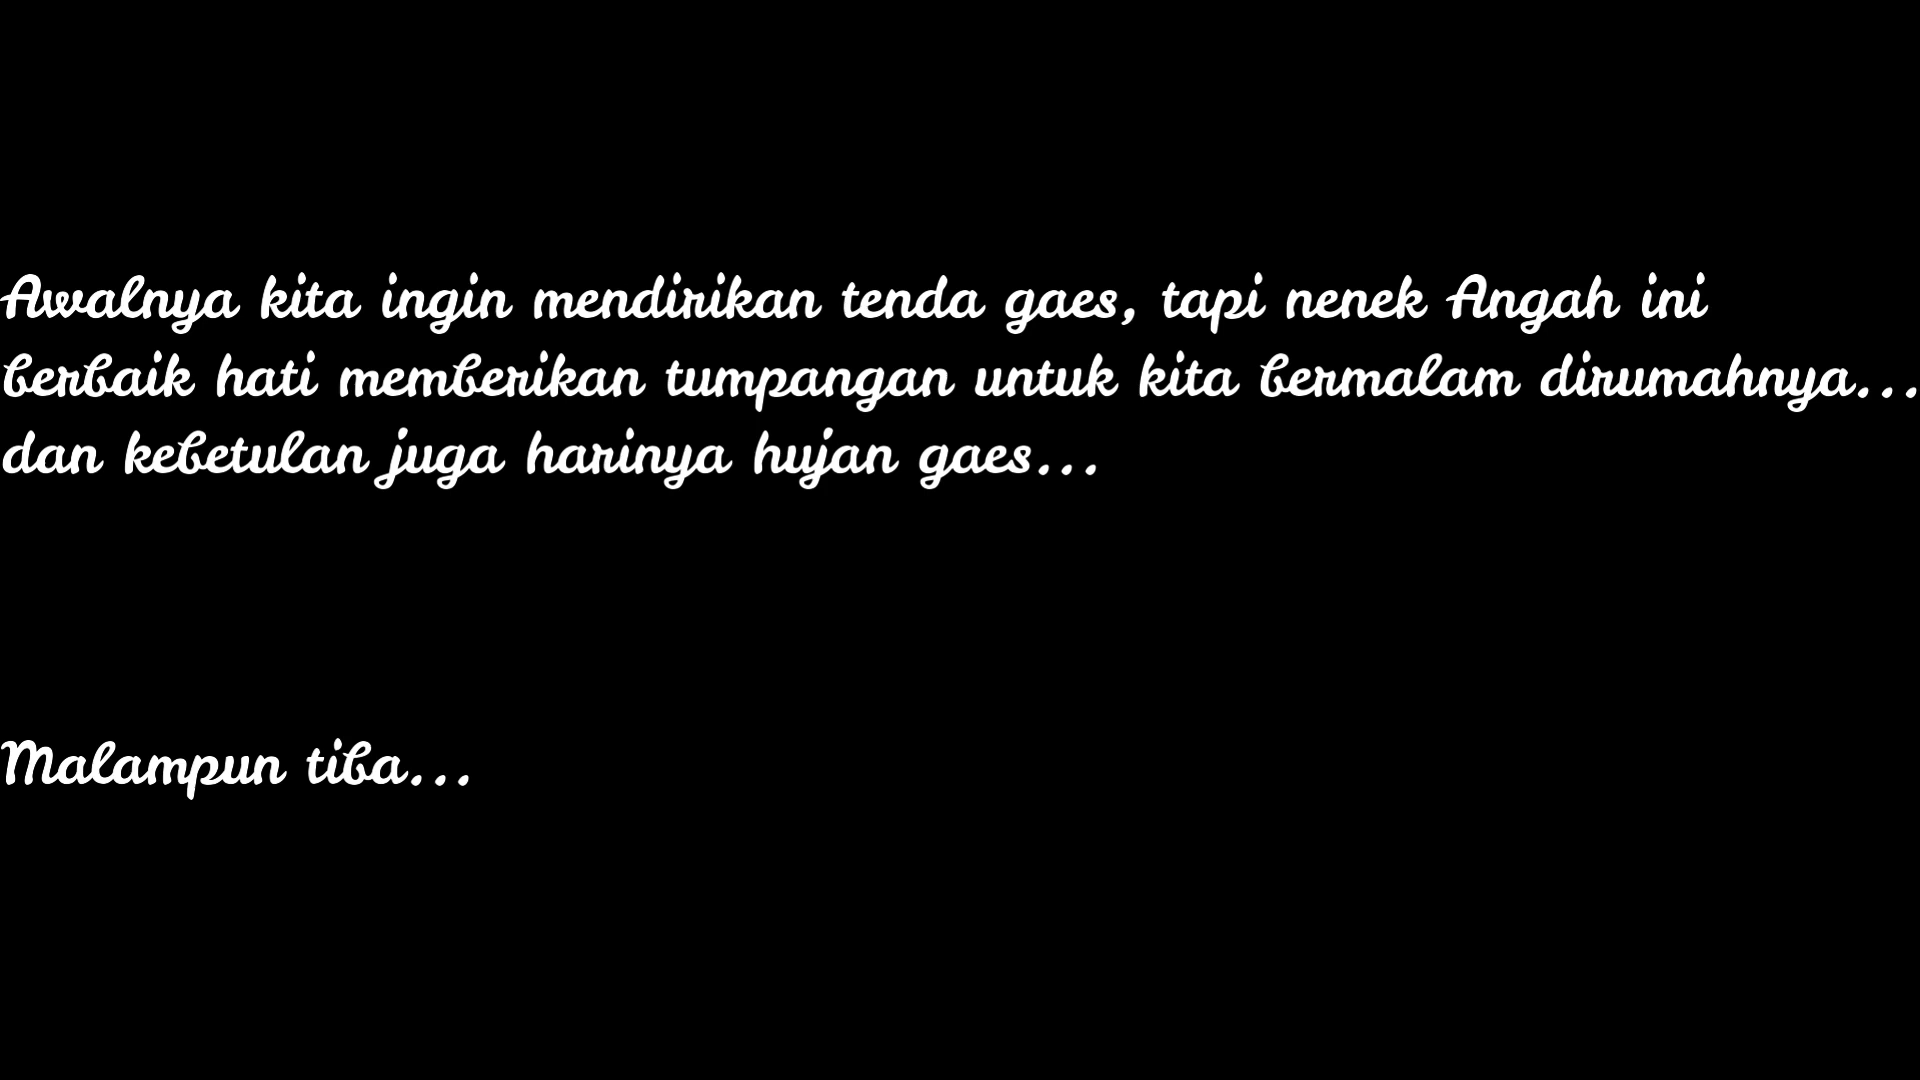 Awalnya kita ingin mendirikan tenda gaes, tapi nenek Angah ini
berbaik hati memberikan tumpangan untuk kita bermalam dirumahnya...
dan kebetulan juga harinya hujan gaes...
Malampun tiba...